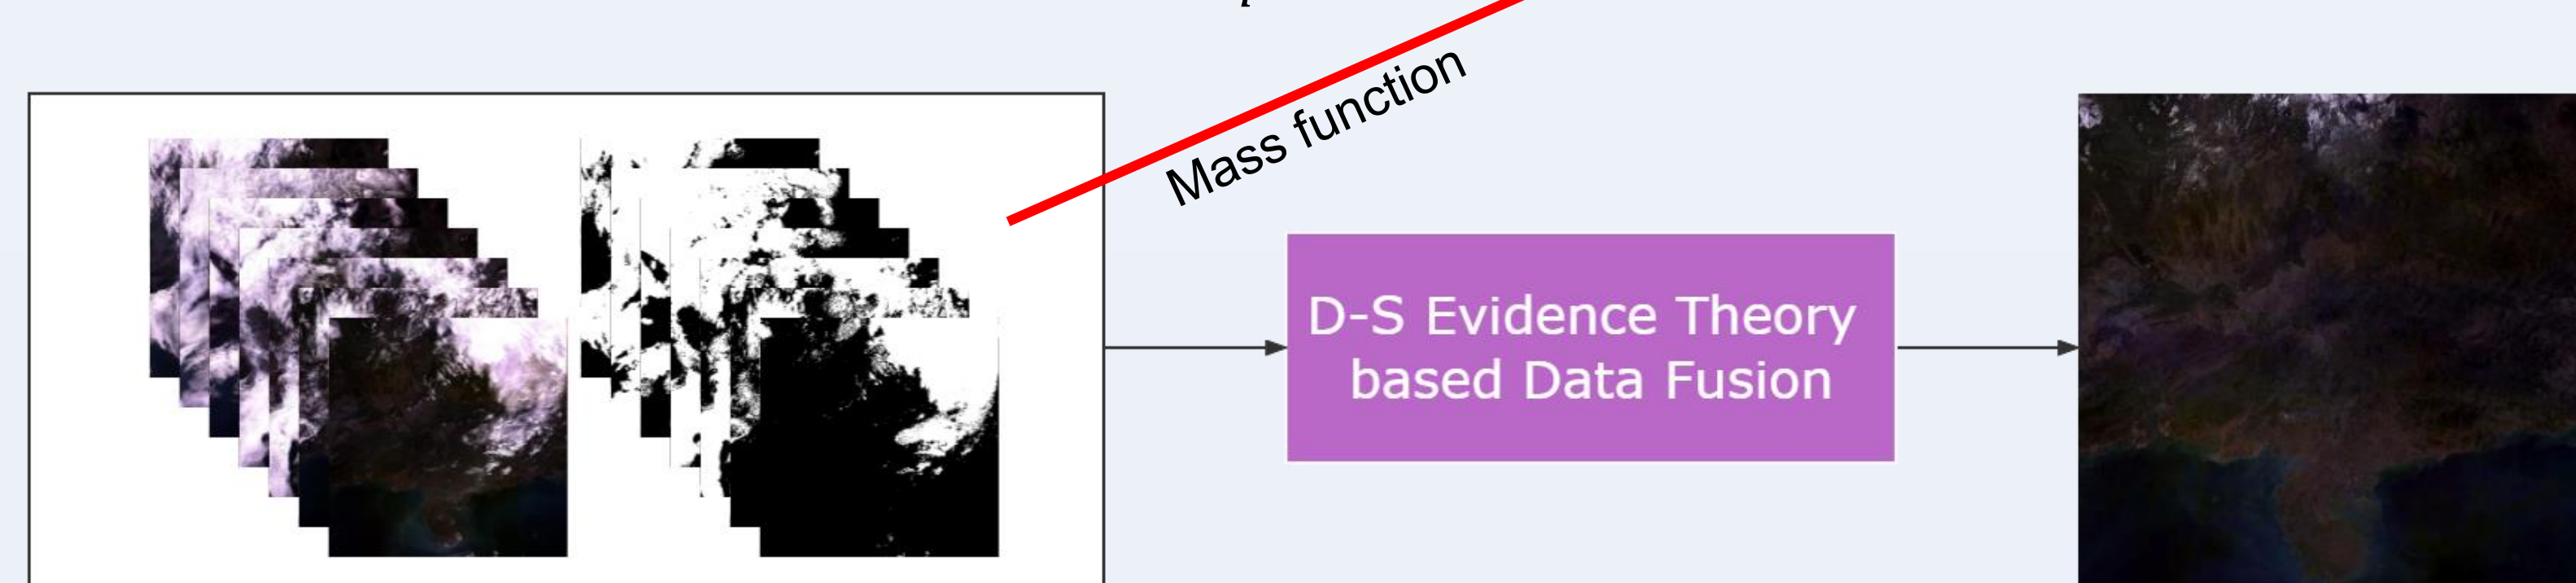 Mass function
D-S Evidence Theory
based Data Fusion